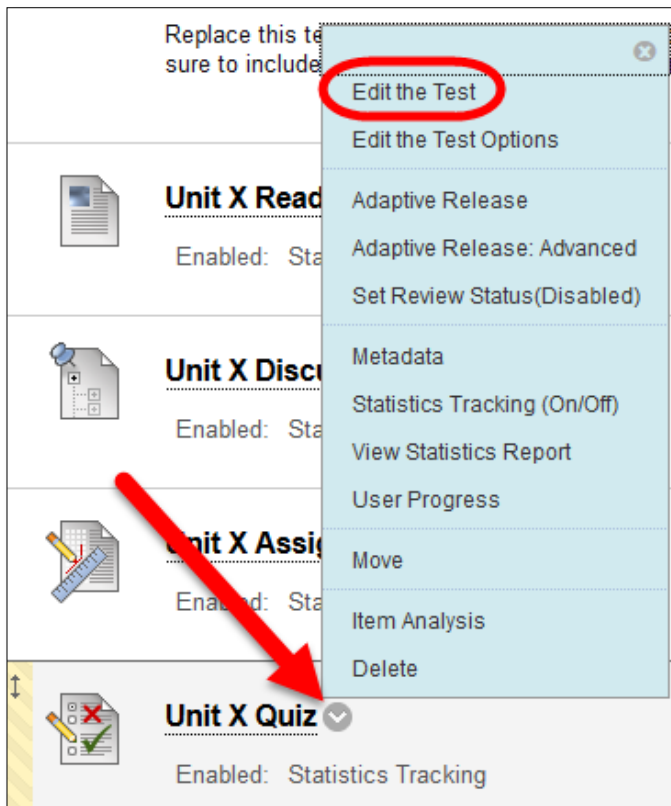 Replace this te
sure to include
Edit the Test
Edit the Test Options
Unit X Read
Adaptive Release
Enabled: Sta
Adaptive Release: Advanced
Set Review Status(Disabled)
Metadata
Unit X Discu
Statistics Tracking (On/Off)
Enabled: Sta
View Statistics Report
User Progress
Unit X Assig
Move
Enabled: Sta
Item Analysis
Delete
Unit X Quiz
Enabled: Statistics Tracking